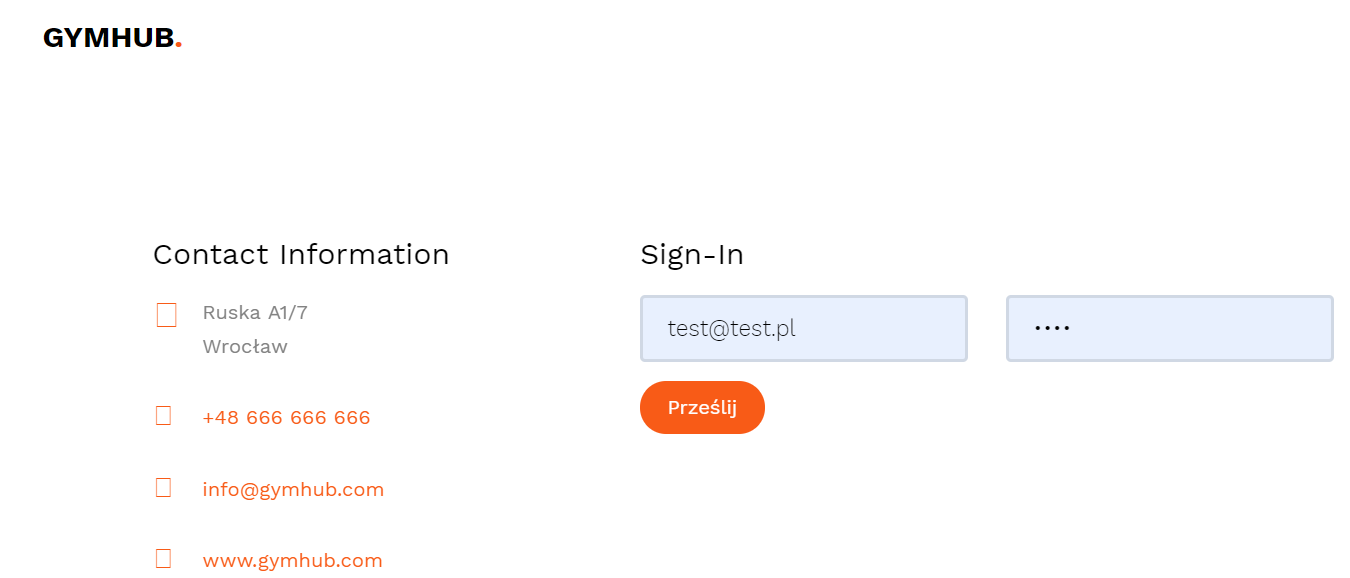 GYMHUB.
Contact Information
Ruska A1/7
Wrocław
+48 666 666 666
info@gymhub.com
www.gymhub.com
Sign-In
test@test.pl
••••
Prześlij